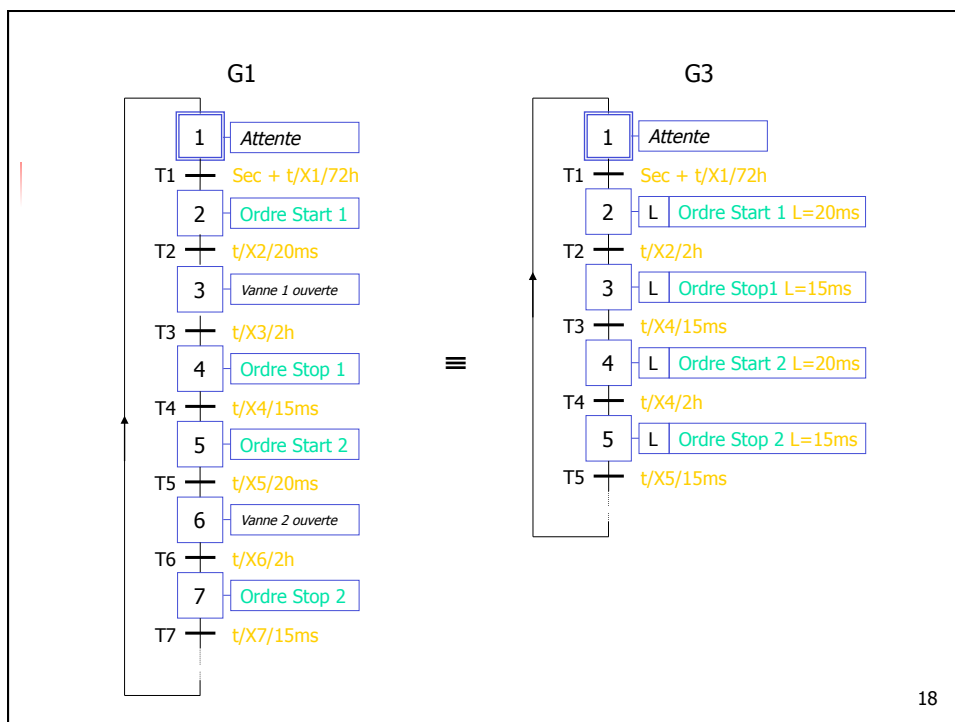 G1
1 Attente
T1 Sec + t/X1/72h
2 Ordre Start 1
T2 t/X2/20ms
3 Vanne 1 ouverte
T3 t/X3/2h
4 Ordre Stop 1
T4 t/X4/15ms
5 Ordre Start 2
T5 t/X5/20ms
6 Vanne 2 ouverte
T6 t/X6/2h
7 Ordre Stop 2
T7 t/X7/15ms
≡
G3
1 Attente
T1 Sec + t/X1/72h
2 L Ordre Start 1 L=20ms
T2 t/X2/2h
3 L Ordre Stop1 L=15ms
T3 t/X4/15ms
4 L Ordre Start 2 L=20ms
T4 t/X4/2h
5 L Ordre Stop 2 L=15ms
T5 t/X5/15ms
18